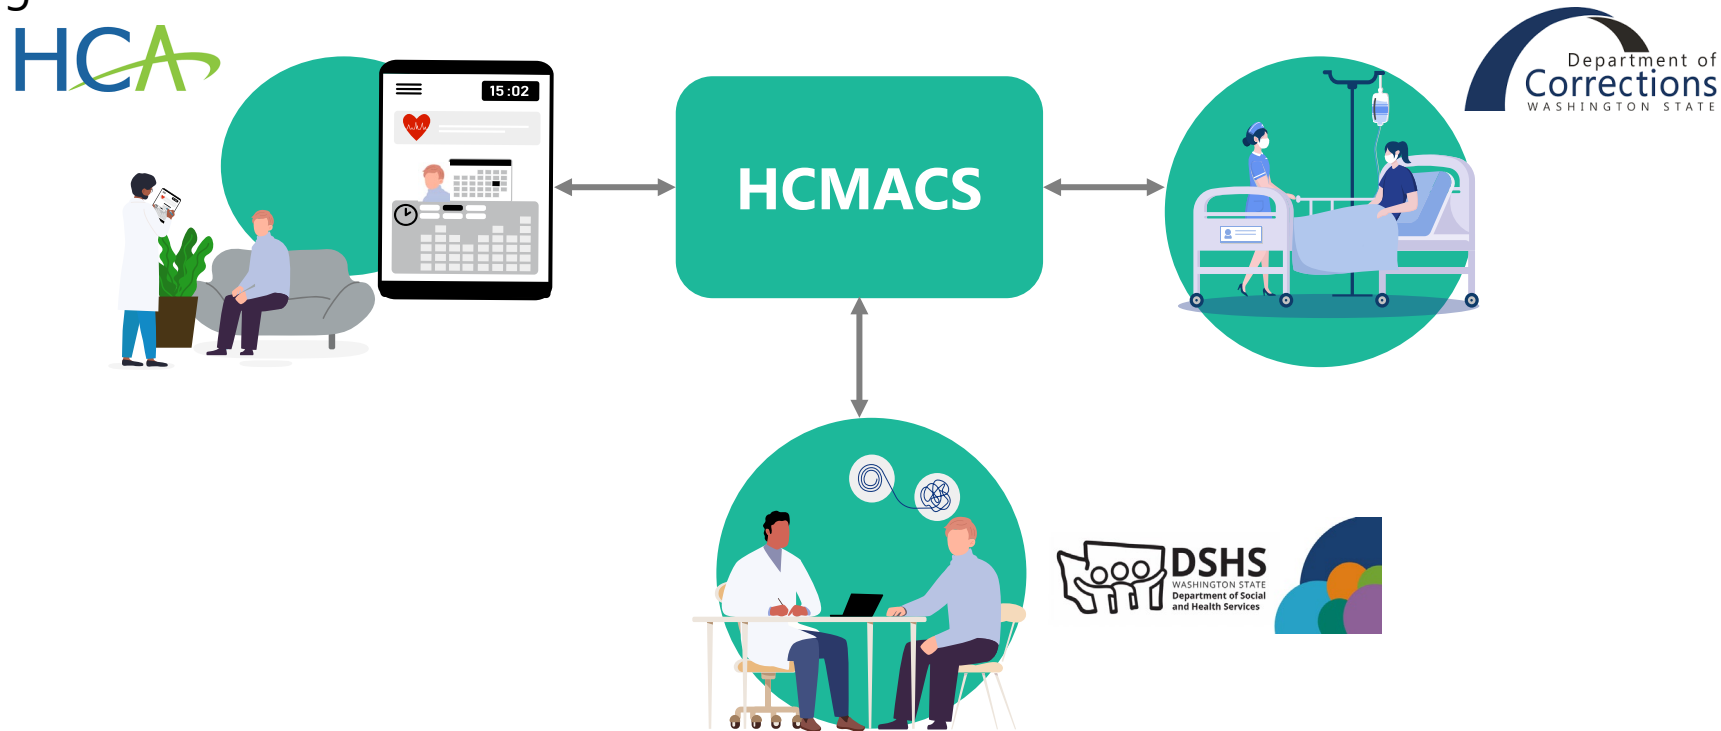 HCA
15:02
HCMACS
Department of
Corrections
WASHINGTON STATE
DSHS
WASHINGTON STATE
Department of Social
and Health Services